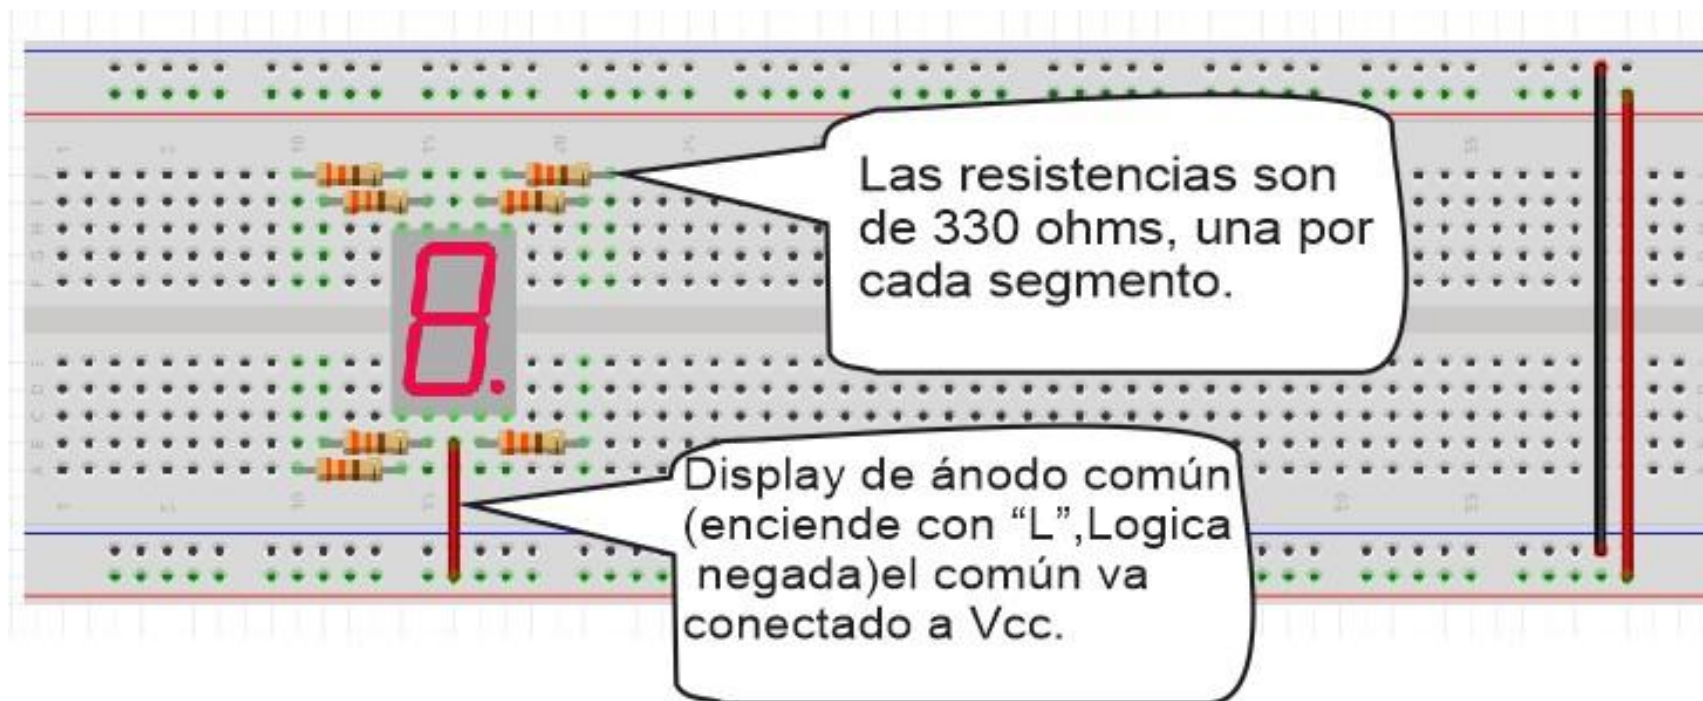 Las resistencias son
de 330 ohms, una por
cada segmento.
Display de ánodo común
(enciende con “L”,Logica
negada)el común va
conectado a Vcc.